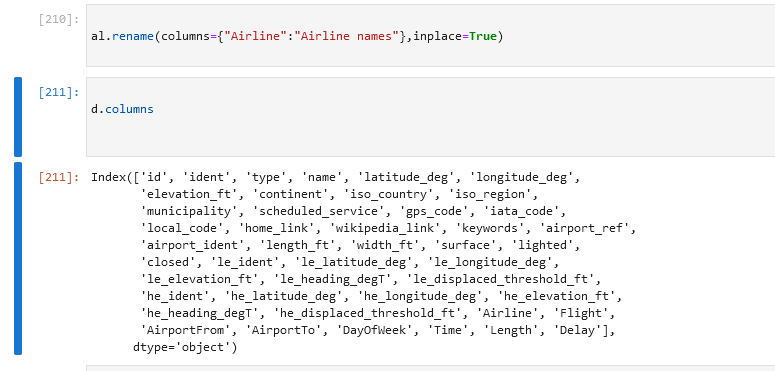 [210]:
al.rename(columns={"Airline":"Airline names"},inplace=True)
[211]:
d.columns
[211]: Index(['id', 'ident', 'type', 'name', 'latitude_deg', 'longitude_deg',
'elevation_ft', 'continent', 'iso_country', 'iso_region',
'municipality', 'scheduled_service', 'gps_code', 'iata_code',
'local_code', 'home_link', 'wikipedia_link', 'keywords', 'airport_ref',
'airport_ident', 'length_ft', 'width_ft', 'surface', 'lighted',
'closed', 'le_ident', 'le_latitude_deg', 'le_longitude_deg',
'le_elevation_ft', 'le_heading_degT', 'le_displaced_threshold_ft',
'he_ident', 'he_latitude_deg', 'he_longitude_deg', 'he_elevation_ft',
'he_heading_degT', 'he_displaced_threshold_ft', 'Airline', 'Flight',
'AirportFrom', 'AirportTo', 'DayOfWeek', 'Time', 'Length', 'Delay'],
dtype='object')